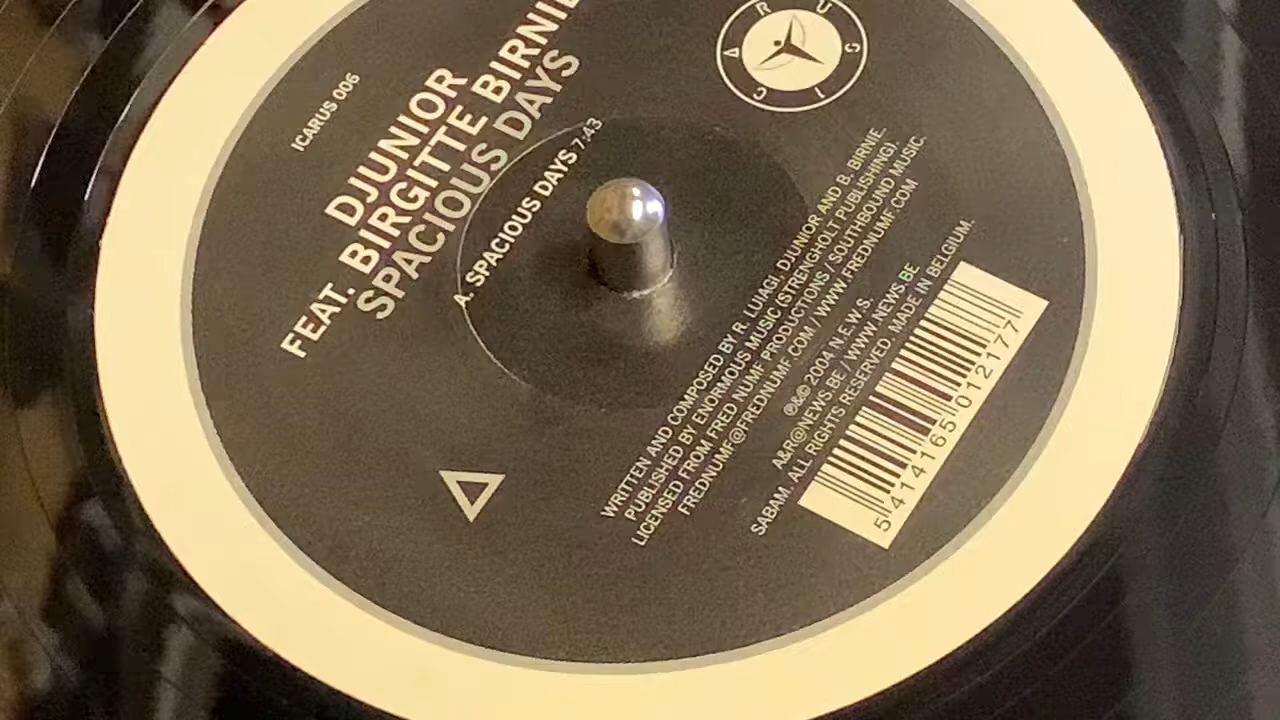 ICARUS 006
DJUNIOR
FEAT. BIRGITTE BIRNIE
SPACIOUS DAYS
A. SPACIOUS DAYS 7:43
ICARUS
WRITTEN AND COMPOSED BY R. LUIAGI, DJUNIOR AND B. BIRNIE.
PUBLISHED BY ENORMOUS MUSIC (STRENGHOLT PUBLISHING).
LICENSED FROM FRED NUMF PRODUCTIONS / SOUTHBOUND MUSIC.
FREDNUMF@FREDNUMF.COM / WWW.FREDNUMF.COM
℗&© 2004 N.E.W.S.
A&R@NEWS.BE / WWW.NEWS.BE
SABAM. ALL RIGHTS RESERVED. MADE IN BELGIUM.
5 414165 012177